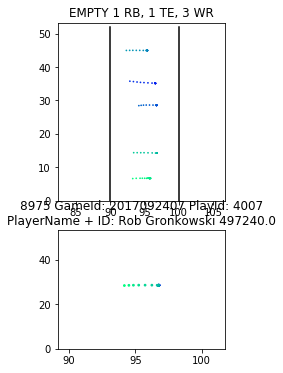 EMPTY 1 RB, 1 TE, 3 WR
50
40
30
20
10
0
85 90 95 100 105
8975 GameId: 2017092407 PlayId: 4007
PlayerName + ID: Rob Gronkowski 497240.0
40
20
0
90 95 100